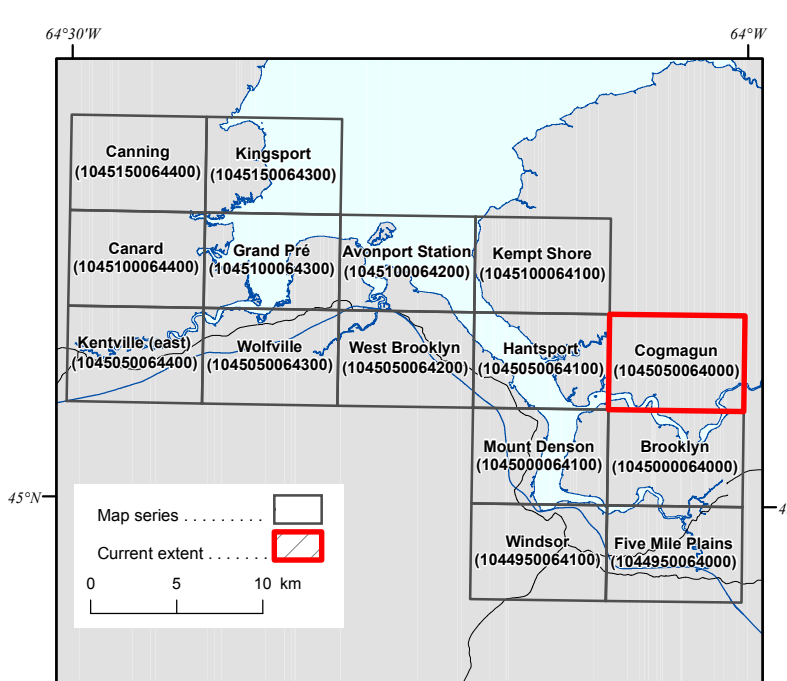 64°30'W
64°W
Canning
(1045150064400)
Kingsport
(1045150064300)
Canard
(1045100064400)
Grand Pré
(1045100064300)
Avonport Station
(1045100064200)
Kempt Shore
(1045100064100)
Kentville (east)
(1045050064400)
Wolfville
(1045050064300)
West Brooklyn
(1045050064200)
Hantsport
(1045050064100)
Cogmagun
(1045050064000)
Mount Denson
(1045000064100)
Brooklyn
(1045000064000)
45°N
4
Windsor
(1044950064100)
Five Mile Plains
(1044950064000)
Map series . . . . . . . . .
Current extent . . . . . . .
0 5 10 km